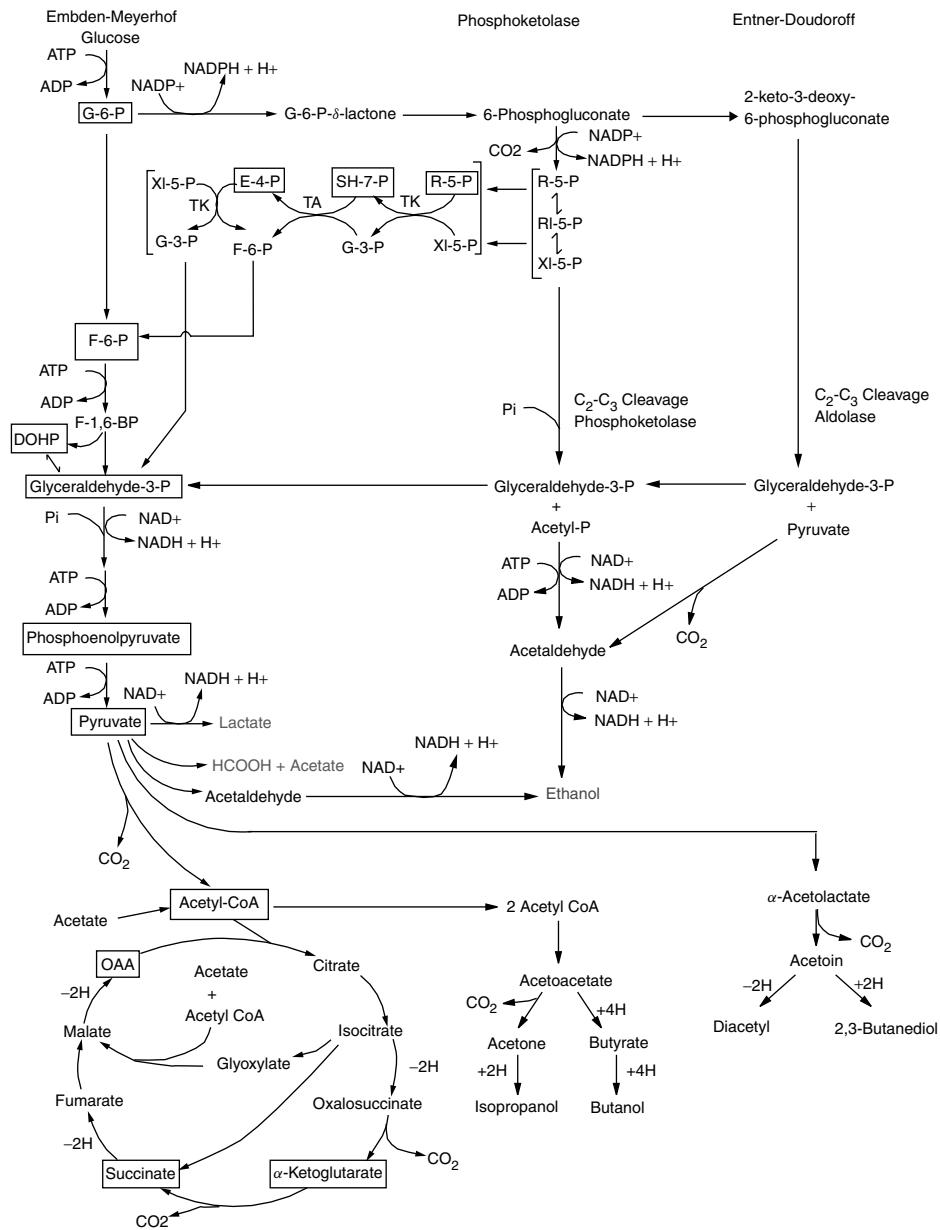 Embden-Meyerhof
Phosphoketolase
Entner-Doudoroff
Glucose
ATP
ADP
NADPH + H+
NADP+
G-6-P
G-6-P-δ-lactone
6-Phosphogluconate
2-keto-3-deoxy-
6-phosphogluconate
NADP+
CO2
NADPH + H+
Xl-5-P
E-4-P
SH-7-P
R-5-P
R-5-P
TK
TA
TK
Rl-5-P
G-3-P
F-6-P
G-3-P
Xl-5-P
Xl-5-P
F-6-P
ATP
ADP
F-1,6-BP
DOHP
Pi
C2-C3 Cleavage
Phosphoketolase
C2-C3 Cleavage
Aldolase
Glyceraldehyde-3-P
Glyceraldehyde-3-P
+
Acetyl-P
Glyceraldehyde-3-P
+
Pyruvate
Pi
NAD+
NADH + H+
ATP
ADP
ATP
ADP
NAD+
NADH + H+
CO2
Phosphoenolpyruvate
Acetaldehyde
ATP
ADP
NAD+
NADH + H+
NAD+
NADH + H+
Pyruvate
Lactate
HCOOH + Acetate
NADH + H+
NAD+
Acetaldehyde
Ethanol
CO2
Acetyl-CoA
Acetate
2 Acetyl CoA
α-Acetolactate
CO2
Acetoin
−2H
+2H
Diacetyl
2,3-Butanediol
OAA
Citrate
−2H
Acetate
+
Acetyl CoA
Malate
Isocitrate
Glyoxylate
−2H
Fumarate
Oxalosuccinate
−2H
CO2
Succinate
α-Ketoglutarate
CO2
Acetoacetate
CO2
+4H
Acetone
Butyrate
+2H
+4H
Isopropanol
Butanol